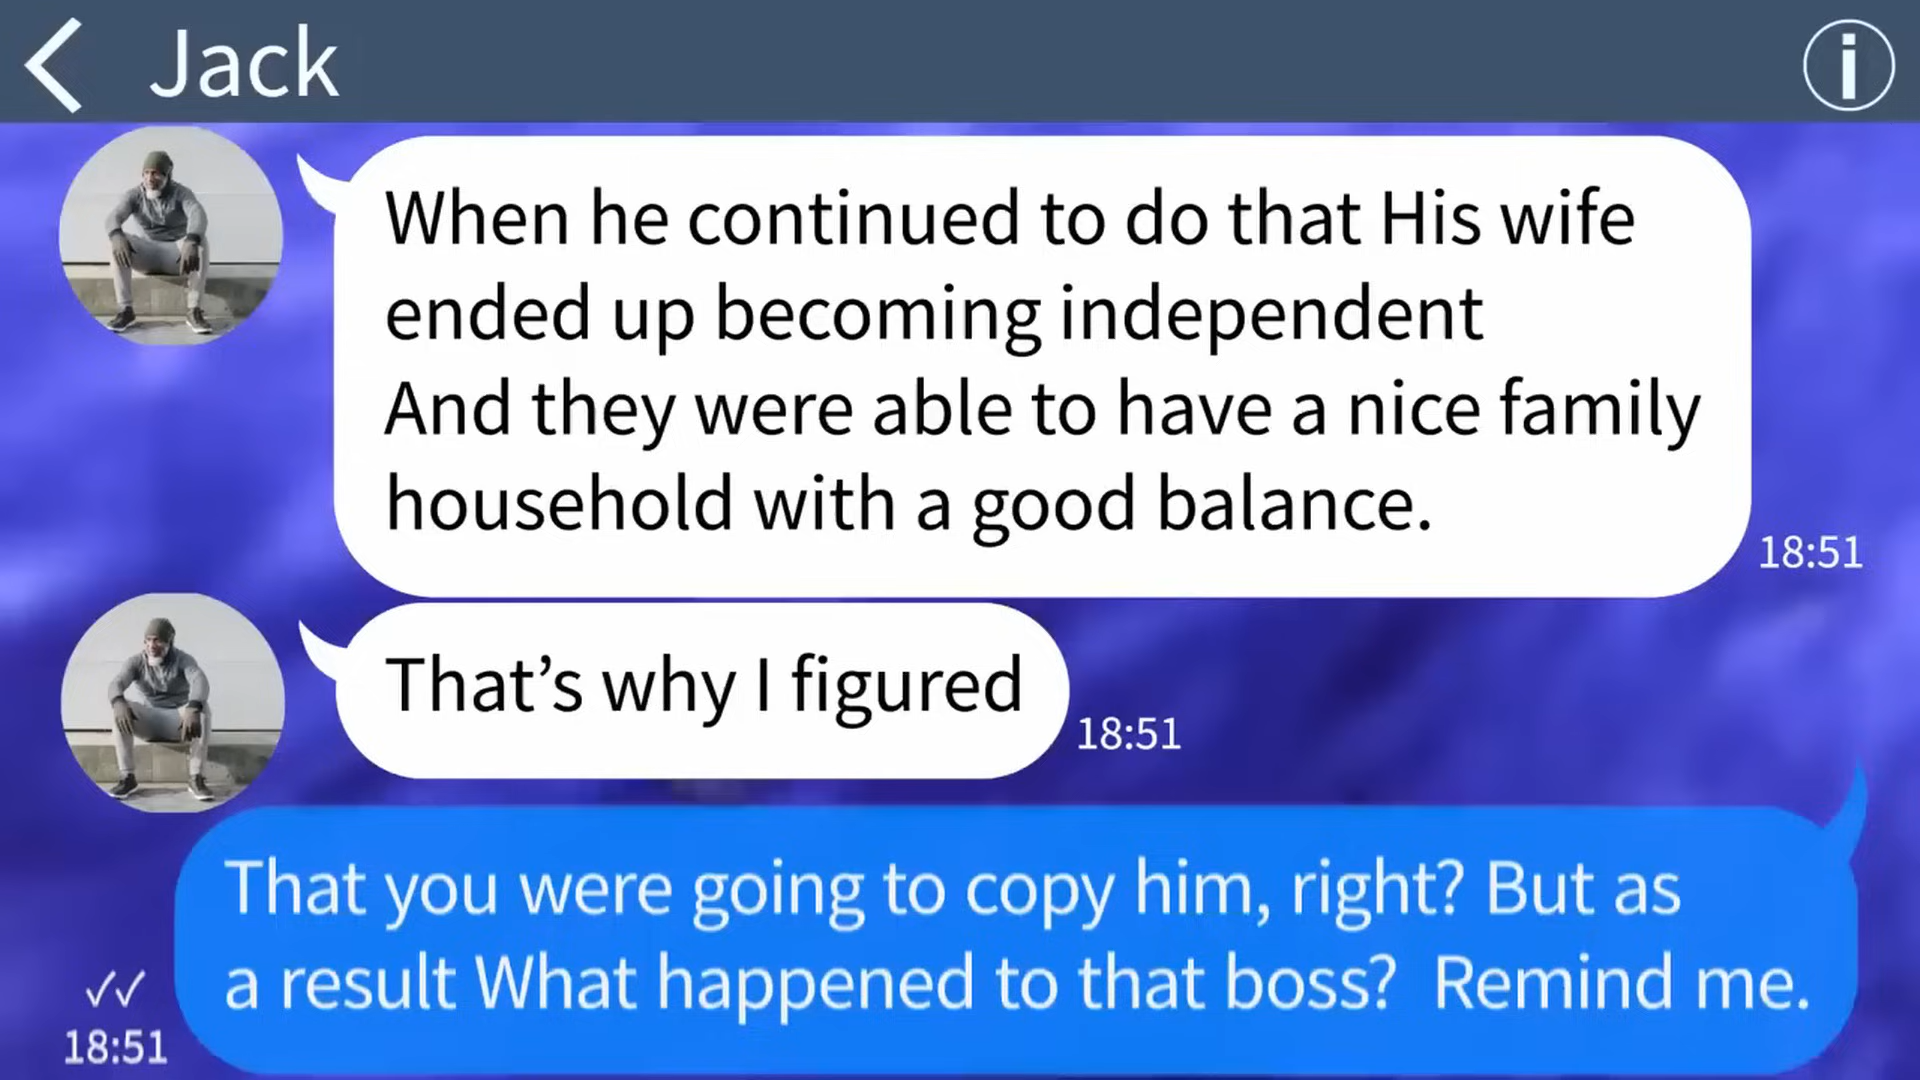 Jack
When he continued to do that His wife
ended up becoming independent
And they were able to have a nice family
household with a good balance.
18:51
That’s why I figured
18:51
That you were going to copy him, right? But as
a result What happened to that boss?  Remind me.
18:51